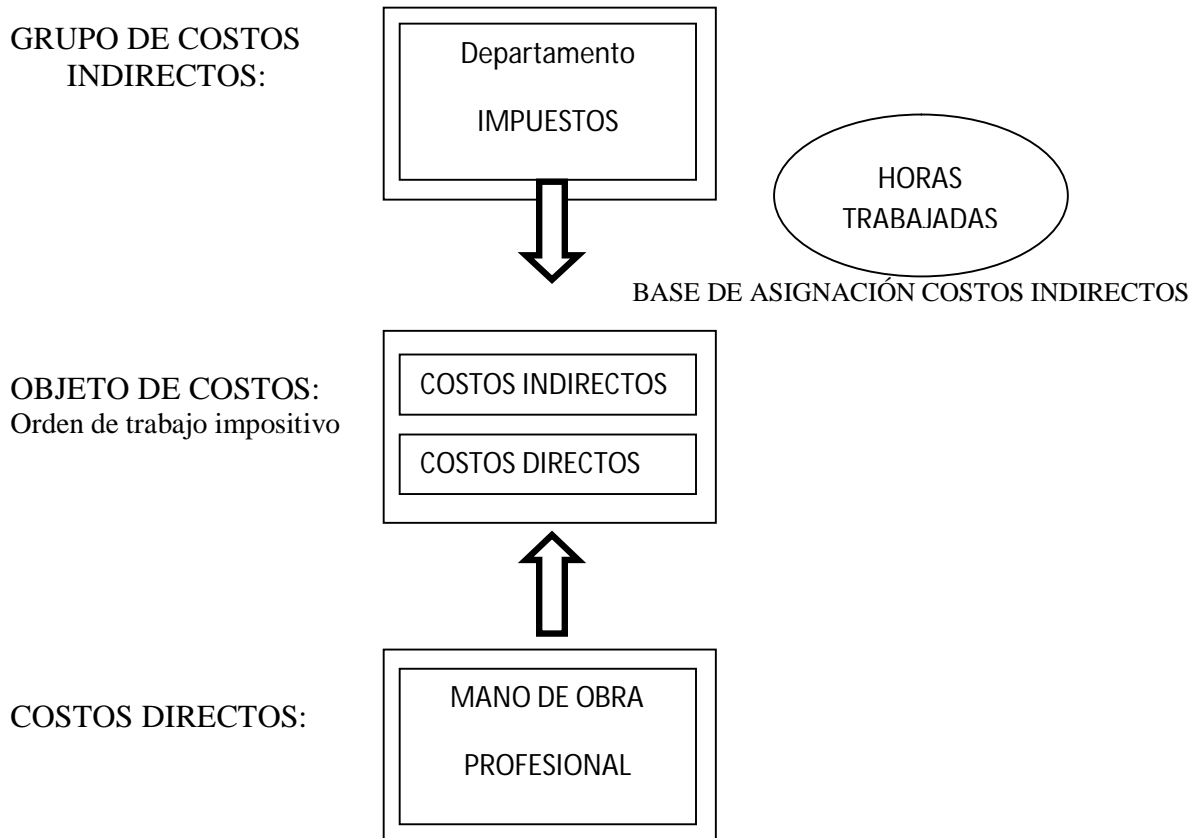 GRUPO DE COSTOS
INDIRECTOS:
Departamento
IMPUESTOS
HORAS
TRABAJADAS
BASE DE ASIGNACIÓN COSTOS INDIRECTOS
OBJETO DE COSTOS:
Orden de trabajo impositivo
COSTOS INDIRECTOS
COSTOS DIRECTOS
COSTOS DIRECTOS:
MANO DE OBRA
PROFESIONAL